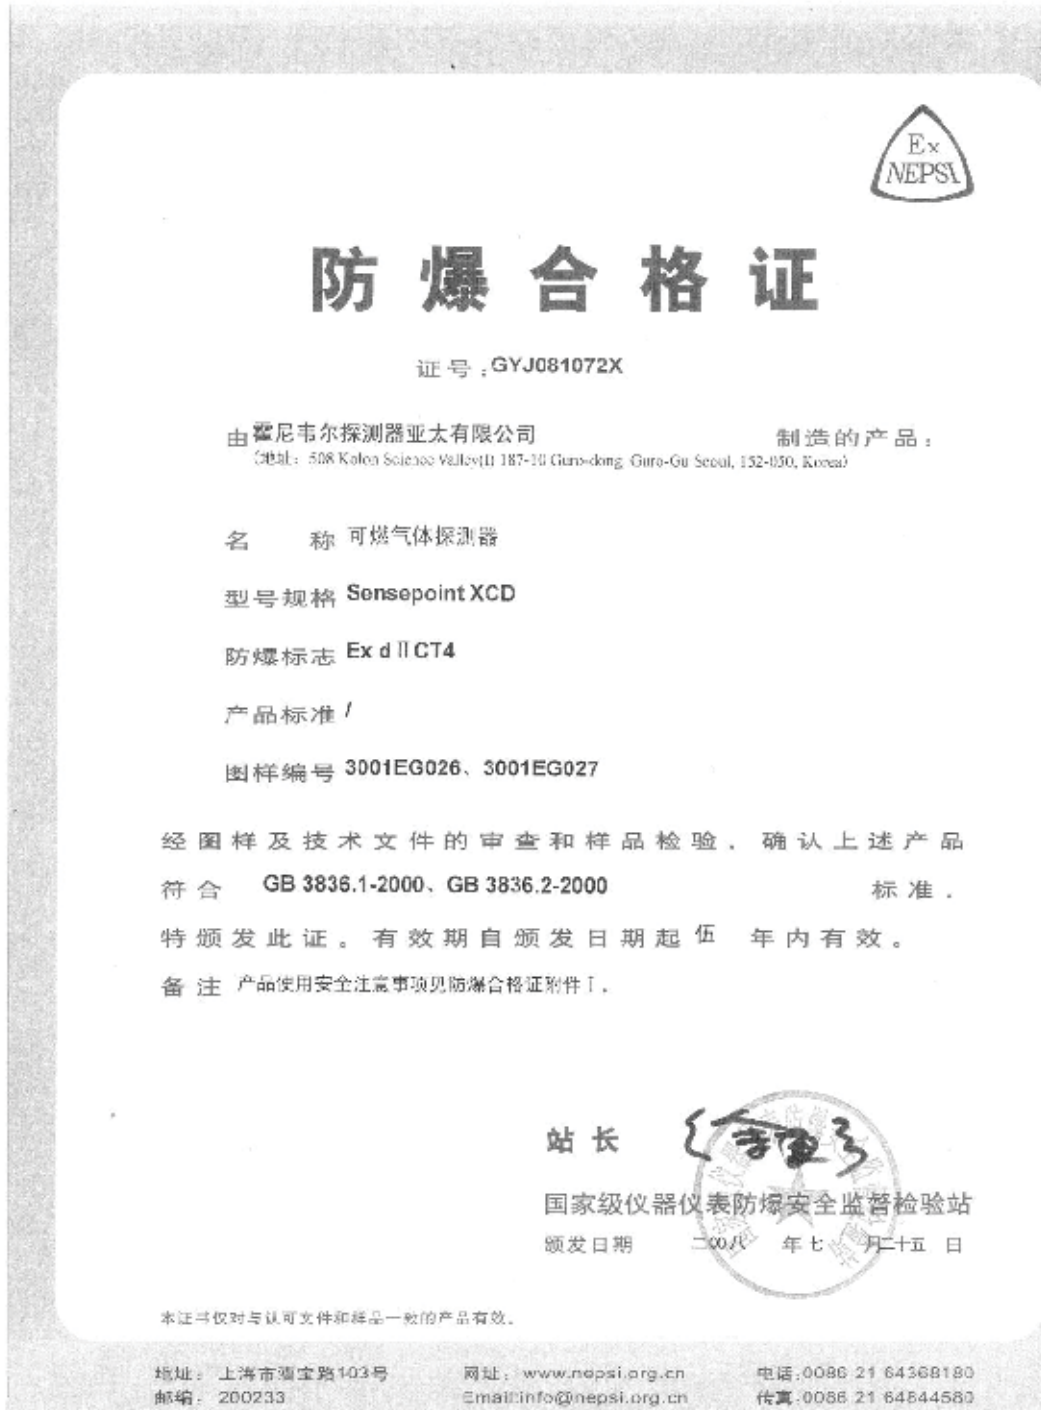 Ex
NEPSI
防爆合格证
证号:GYJ081072X
由霍尼韦尔探测器亚太有限公司 制造的产品:
(地址: 508 Kolon Science Valley(I) 187-10 Guro-dong, Guro-Gu Seoul, 152-050, Korea)
名 称 可燃气体探测器
型号规格 Sensepoint XCD
防爆标志 Ex d ⅡCT4
产品标准 /
图样编号 3001EG026、3001EG027
经图样及技术文件的审查和样品检验,确认上述产品
符合 GB 3836.1-2000、GB 3836.2-2000 标准,
特颁发此证。有效期自颁发日期起伍 年内有效。
备注 产品使用安全注意事项见防爆合格证附件Ⅰ。
站长
国家级仪器仪表防爆安全监督检验站
颁发日期 二00八 年七 月二十五 日
本证书仅对与认可文件和样品一致的产品有效。
地址: 上海市漕宝路103号 网址: www.nepsi.org.cn 电话:0086 21 64368180
邮编: 200233 Email:info@nepsi.org.cn 传真:0086 21 64844580